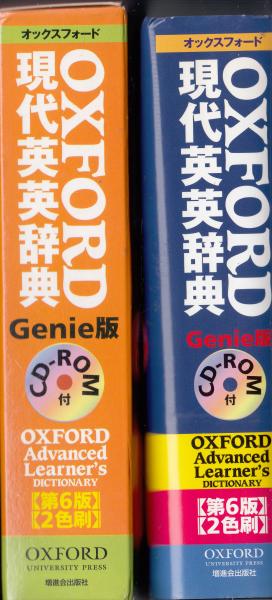 オックスフォード
OXFORD
現代英英辞典
Genie版
CD-ROM
付
OXFORD
Advanced
Learner's
DICTIONARY
【第6版】
【2色刷】
OXFORD
UNIVERSITY PRESS
増進会出版社
オックスフォード
OXFORD
現代英英辞典
Genie版
CD-ROM
付
OXFORD
Advanced
Learner's
DICTIONARY
【第6版】
【2色刷】
OXFORD
UNIVERSITY PRESS
増進会出版社